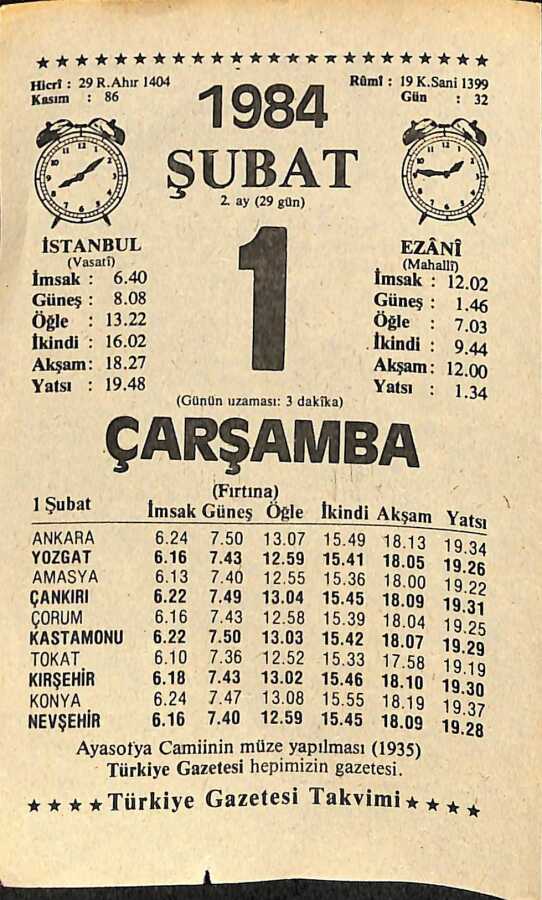 Hicrî : 29 R.Ahır 1404
Kasım : 86
Rûmî : 19 K.Sani 1399
Gün : 32
1984
ŞUBAT
2. ay (29 gün)
1
İSTANBUL
(Vasatî)
İmsak : 6.40
Güneş : 8.08
Öğle : 13.22
İkindi : 16.02
Akşam : 18.27
Yatsı : 19.48
EZÂNÎ
(Mahallî)
İmsak : 12.02
Güneş : 1.46
Öğle : 7.03
İkindi : 9.44
Akşam : 12.00
Yatsı : 1.34
(Günün uzaması: 3 dakîka)
ÇARŞAMBA
(Fırtına)
1 Şubat İmsak Güneş Öğle İkindi Akşam Yatsı
ANKARA 6.24 7.50 13.07 15.49 18.13 19.34
YOZGAT 6.16 7.43 12.59 15.41 18.05 19.26
AMASYA 6.13 7.40 12.55 15.36 18.00 19.22
ÇANKIRI 6.22 7.49 13.04 15.45 18.09 19.31
ÇORUM 6.16 7.43 12.58 15.39 18.04 19.25
KASTAMONU 6.22 7.50 13.03 15.42 18.07 19.29
TOKAT 6.10 7.36 12.52 15.33 17.58 19.19
KIRŞEHİR 6.18 7.43 13.02 15.46 18.10 19.30
KONYA 6.24 7.47 13.08 15.55 18.19 19.37
NEVŞEHİR 6.16 7.40 12.59 15.45 18.09 19.28
Ayasofya Camiinin müze yapılması (1935)
Türkiye Gazetesi hepimizin gazetesi.
★★★★Türkiye Gazetesi Takvimi★★★★